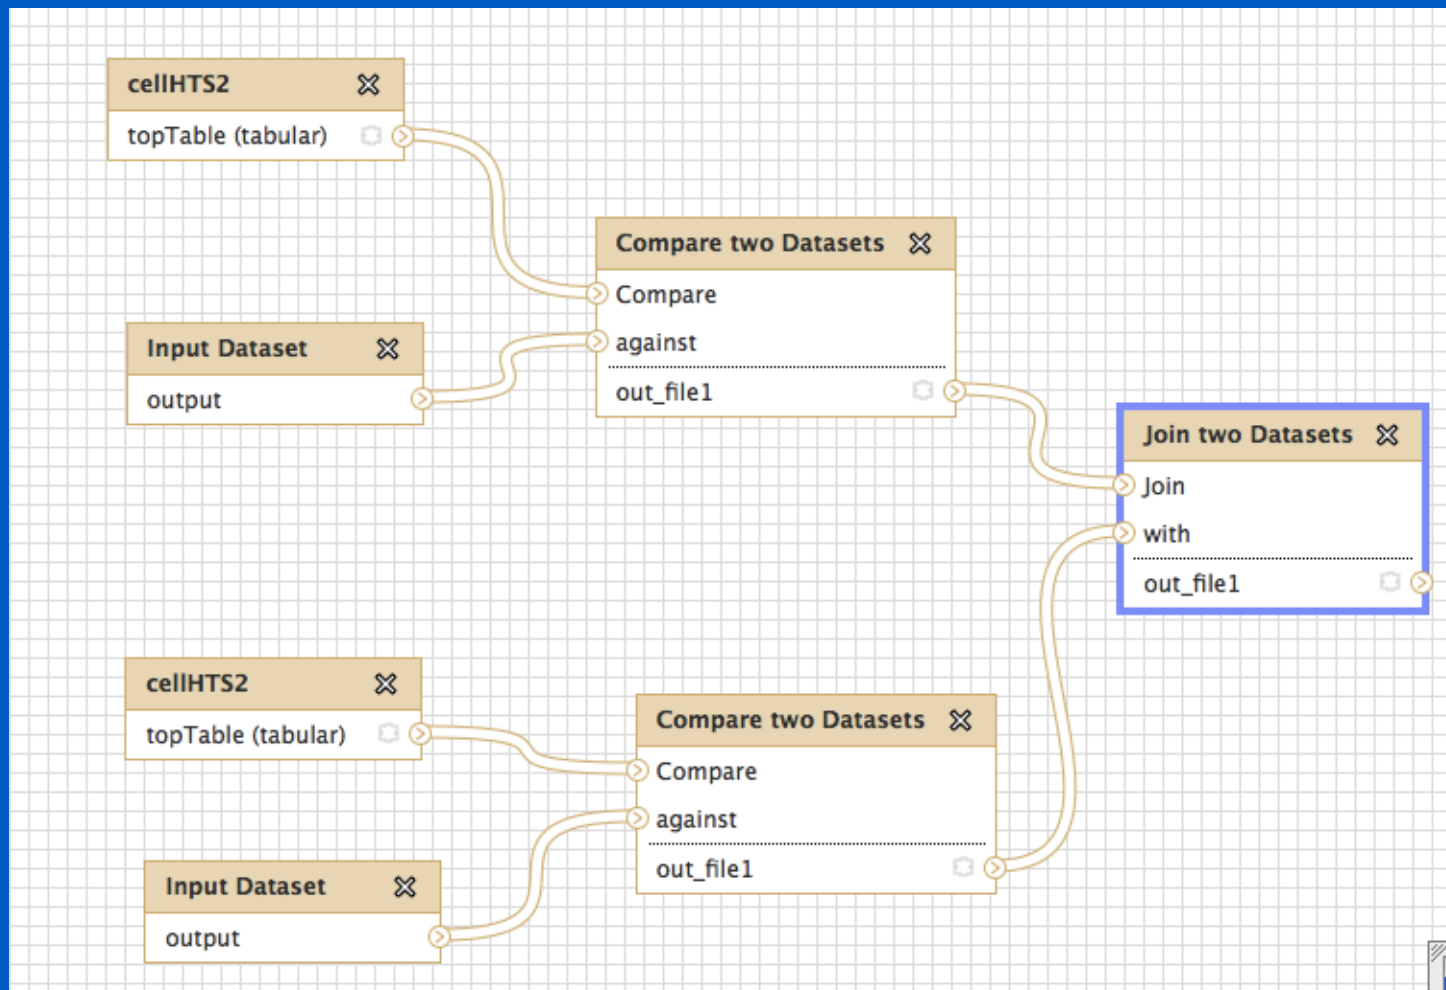 cellHTS2
topTable (tabular)
Compare two Datasets
Compare
against
out_file1
Input Dataset
output
Join two Datasets
Join
with
out_file1
cellHTS2
topTable (tabular)
Compare two Datasets
Compare
against
out_file1
Input Dataset
output